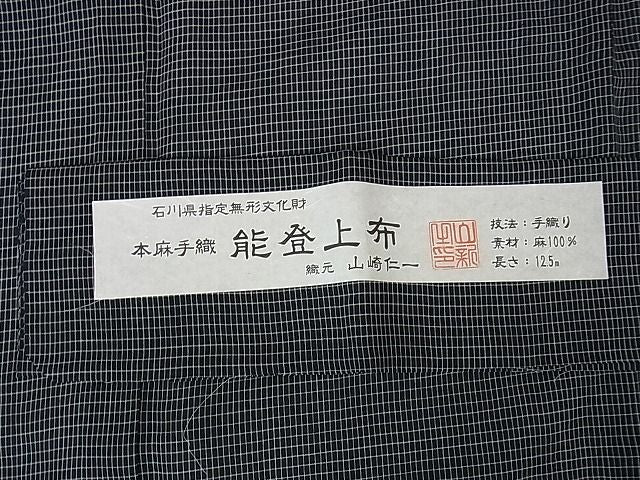 石川県指定無形文化財
本麻手織 能登上布
織元 山崎仁一
技法：手織り
素材：麻100％
長さ：12.5m